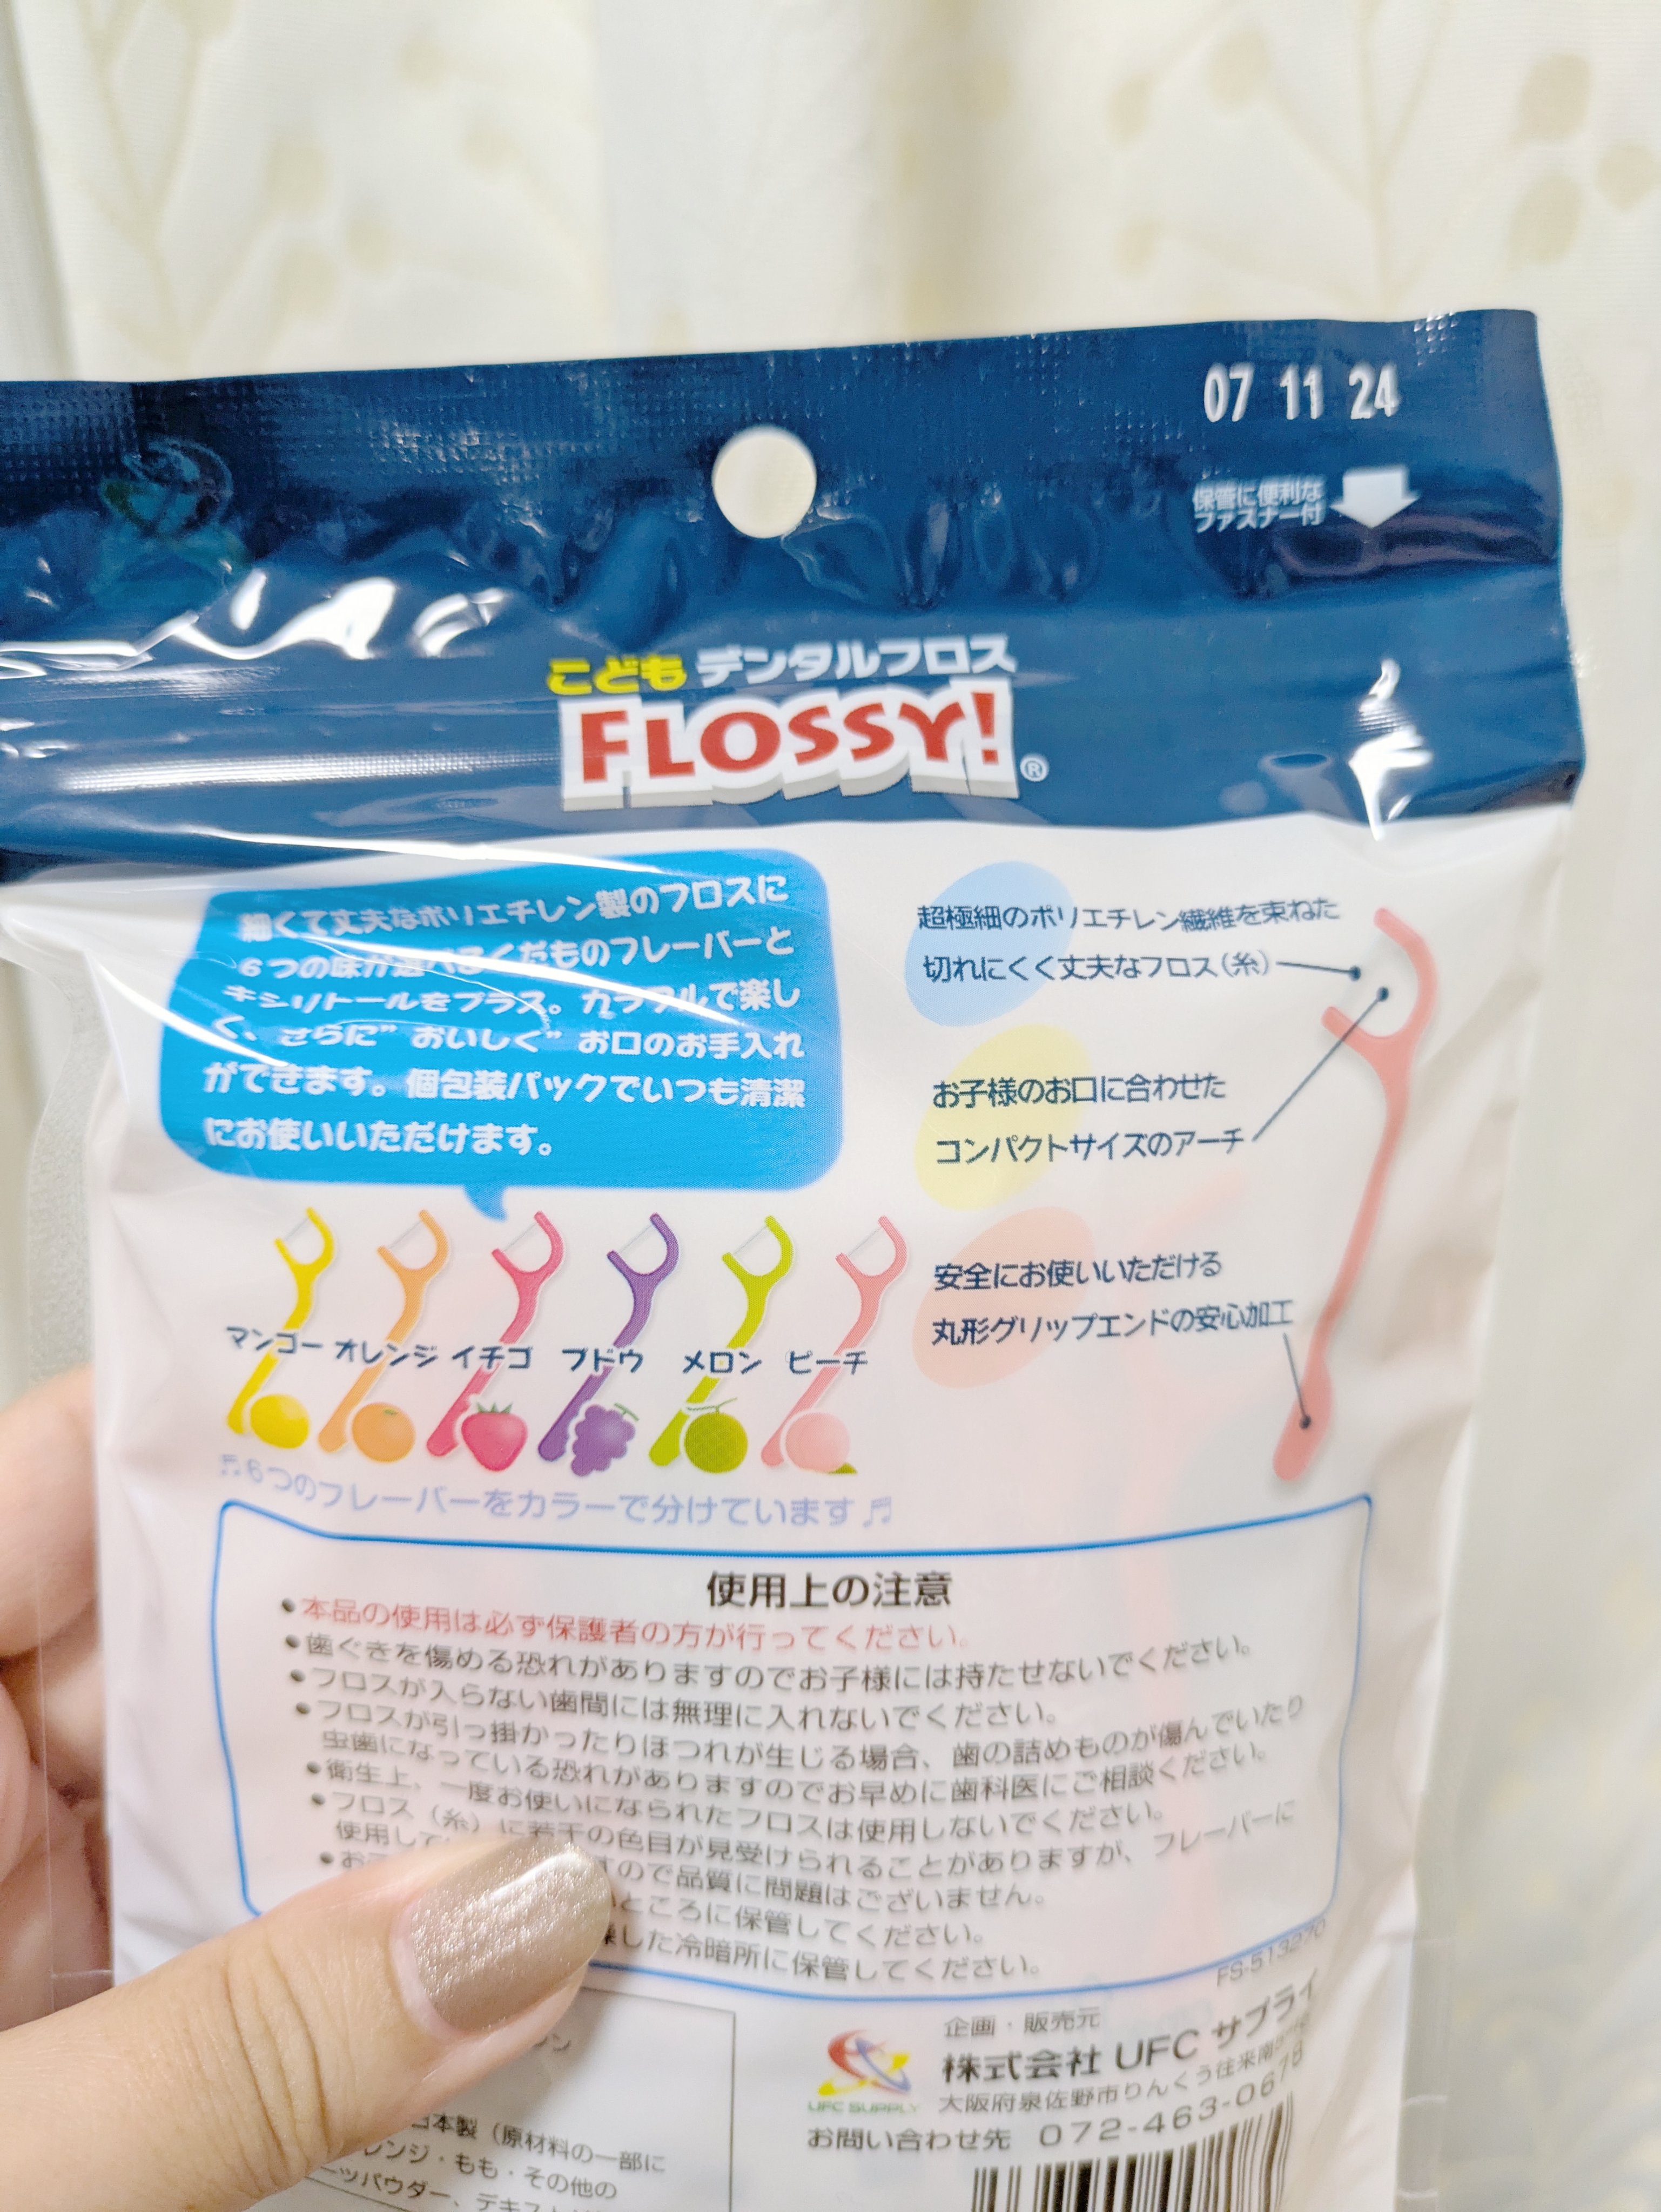 07 11 24
保管に便利な
ファスナー付
こども デンタルフロス
FLOSSY!®
細くて丈夫なポリエチレン製のフロスに
6つの味が選べるくだものフレーバーと
キシリトールをプラス。カラフルで楽し
く、さらに”おいしく”お口のお手入れ
ができます。個包装パックでいつも清潔
にお使いいただけます。
超極細のポリエチレン繊維を束ねた
切れにくく丈夫なフロス(糸)
お子様のお口に合わせた
コンパクトサイズのアーチ
安全にお使いいただける
丸形グリップエンドの安心加工
マンゴー オレンジ イチゴ ブドウ メロン ピーチ
♬6つのフレーバーをカラーで分けています♬
使用上の注意
●本品の使用は必ず保護者の方が行ってください。
●歯ぐきを傷める恐れがありますのでお子様には持たせないでください。
●フロスが入らない歯間には無理に入れないでください。
●フロスが引っ掛かったりほつれが生じる場合、歯の詰めものが傷んでいたり
虫歯になっている恐れがありますのでお早めに歯科医にご相談ください。
●衛生上、一度お使いになられたフロスは使用しないでください。
●フロス（糸）に若干の色目が見受けられることがありますが、フレーバーに
使用して すので品質に問題はございません。
●お ところに保管してください。
した冷暗所に保管してください。
FS-513270
企画・販売元
株式会社 UFC サプライ
UFC SUPPLY
大阪府泉佐野市りんくう往来南
お問い合わせ先 072-463-0678
ン
日本製（原材料の一部に
レンジ・もも・その他の
ーツパウダー、デキスト